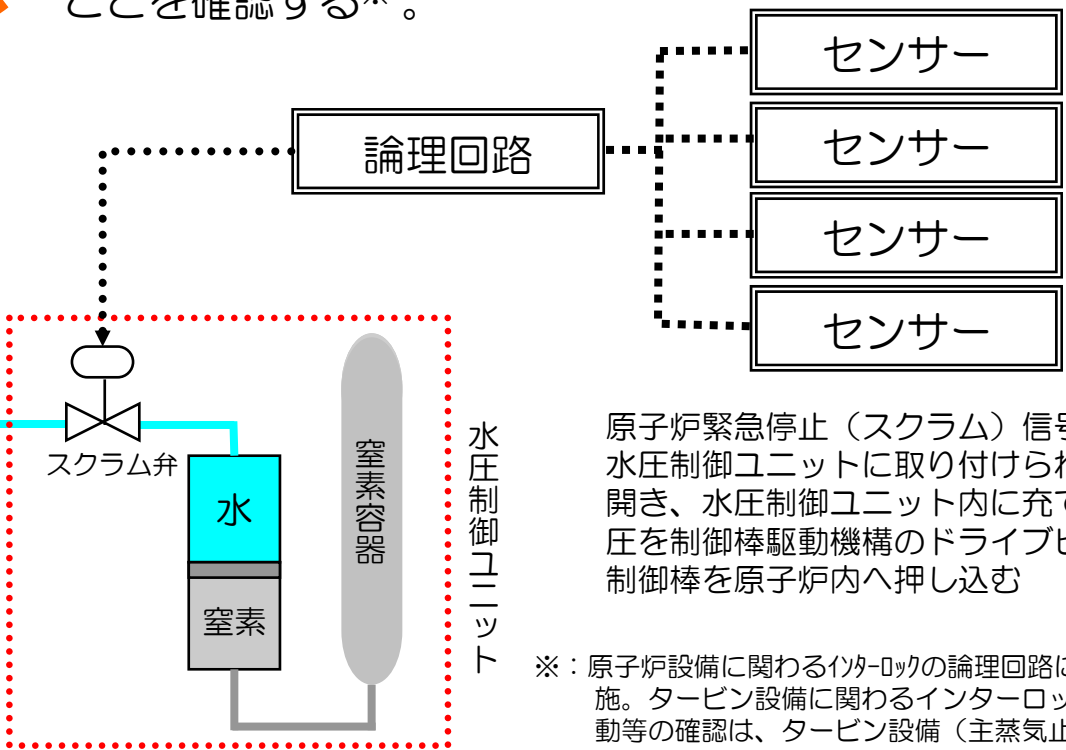 ことを確認する※。
センサー
論理回路
センサー
センサー
センサー
スクラム弁
水
窒素
窒素容器
水圧制御ユニット
原子炉緊急停止（スクラム）信号
水圧制御ユニットに取り付けられ
開き、水圧制御ユニット内に充て
圧を制御棒駆動機構のドライブピ
制御棒を原子炉内へ押し込む
※：原子炉設備に関わるｲﾝﾀｰﾛｯｸの論理回路に
施。タービン設備に関わるインターロッ
動等の確認は、タービン設備（主蒸気止